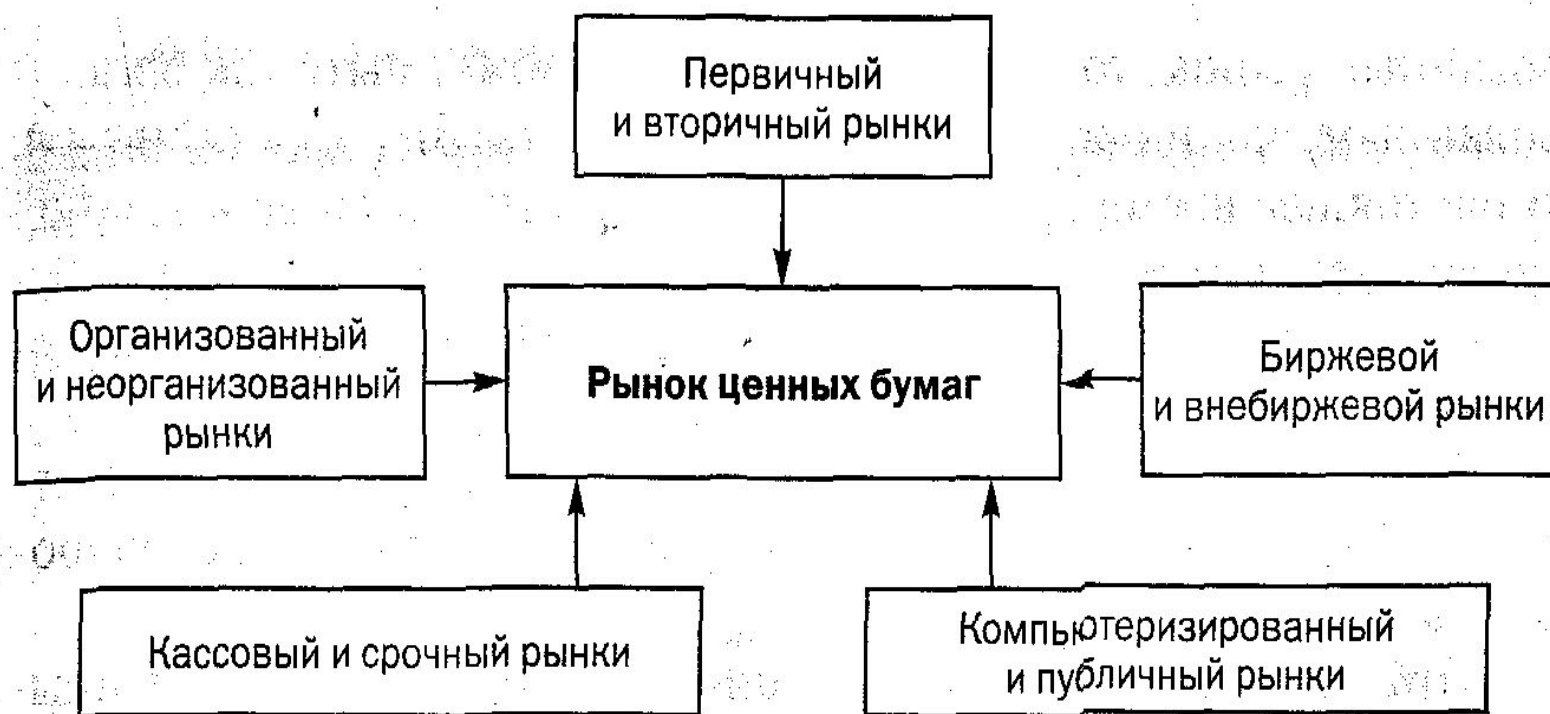 Первичный
и вторичный рынки
Организованный
и неорганизованный
рынки
Рынок ценных бумаг
Биржевой
и внебиржевой рынки
Кассовый и срочный рынки
Компьютеризированный
и публичный рынки